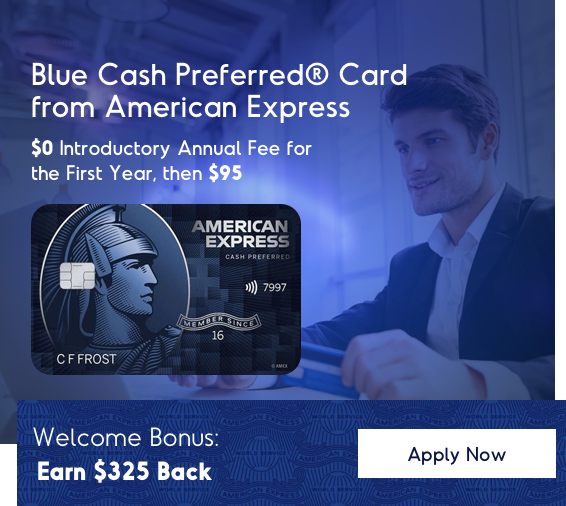 Blue Cash Preferred® Card
from American Express
$0 Introductory Annual Fee for
the First Year, then $95
AMERICAN
EXPRESS
CASH PREFERRED
7997
MEMBER SINCE
16
C F FROST
© AMEX
Welcome Bonus:
Earn $325 Back
Apply Now